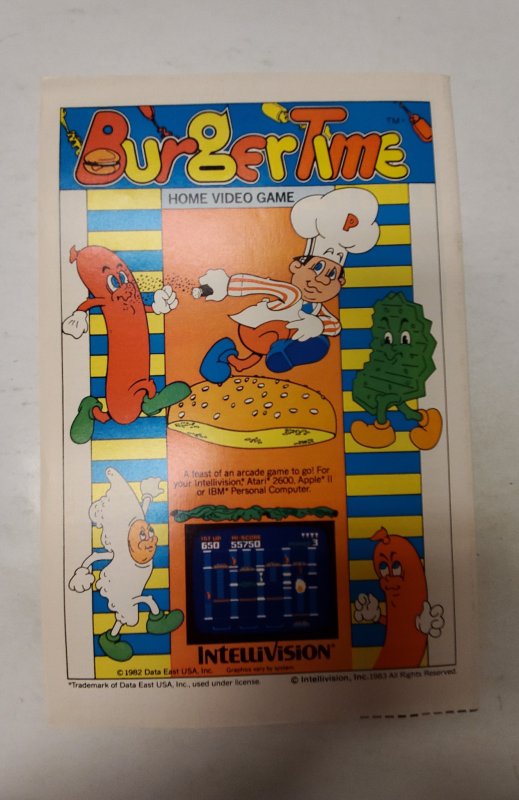 BurgerTime
TM*
HOME VIDEO GAME
P
A feast of an arcade game to go! For
your Intellivision,® Atari® 2600, Apple® II
or IBM® Personal Computer.
1ST UP HI-SCORE
650 55750 3
INTELLIVISION®
© 1982 Data East USA, Inc. Graphics vary by system.
*Trademark of Data East USA, Inc., used under license. © Intellivision, Inc. 1983 All Rights Reserved.